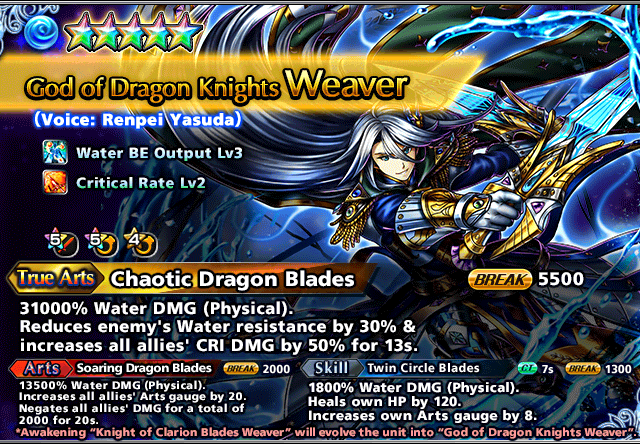 God of Dragon Knights Weaver
(Voice: Renpei Yasuda)
Water BE Output Lv3
Critical Rate Lv2
5 5 4
True Arts Chaotic Dragon Blades BREAK 5500
31000% Water DMG (Physical).
Reduces enemy's Water resistance by 30% &
increases all allies' CRI DMG by 50% for 13s.
Arts Soaring Dragon Blades BREAK 2000
13500% Water DMG (Physical).
Increases all allies' Arts gauge by 20.
Negates all allies' DMG for a total of
2000 for 20s.
Skill Twin Circle Blades CT 7s BREAK 1300
1800% Water DMG (Physical).
Heals own HP by 120.
Increases own Arts gauge by 8.
*Awakening "Knight of Clarion Blades Weaver" will evolve the unit into "God of Dragon Knights Weaver"